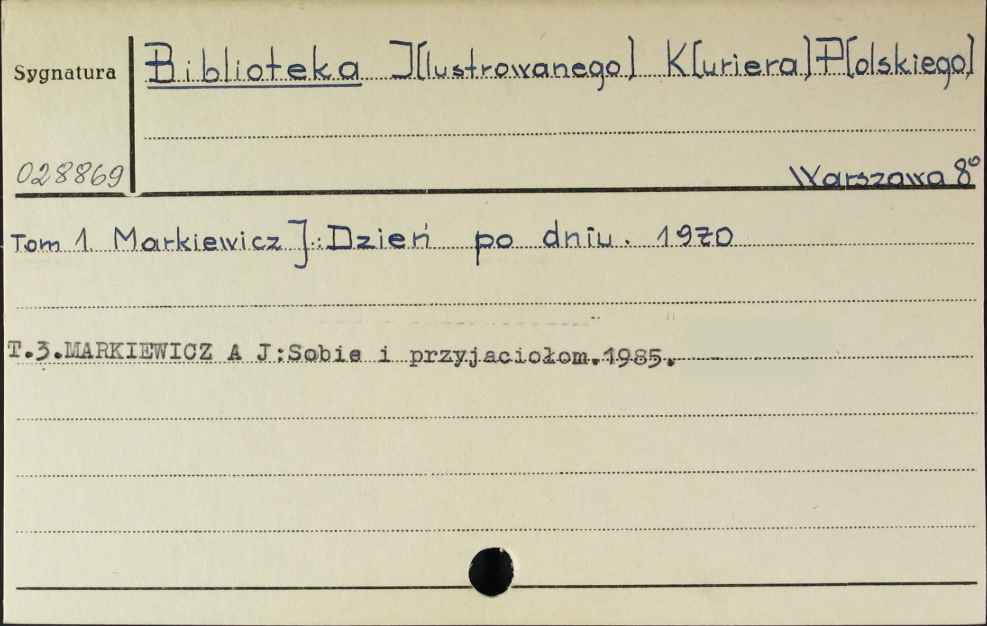 Sygnatura
Biblioteka I[lustrowanego] K[uriera] P[olskiego]
028869
Warszawa 8°
Tom 1. Markiewicz J.: Dzień po dniu. 1970
T.3.MARKIEWICZ A J:Sobie i przyjaciołom.1985.